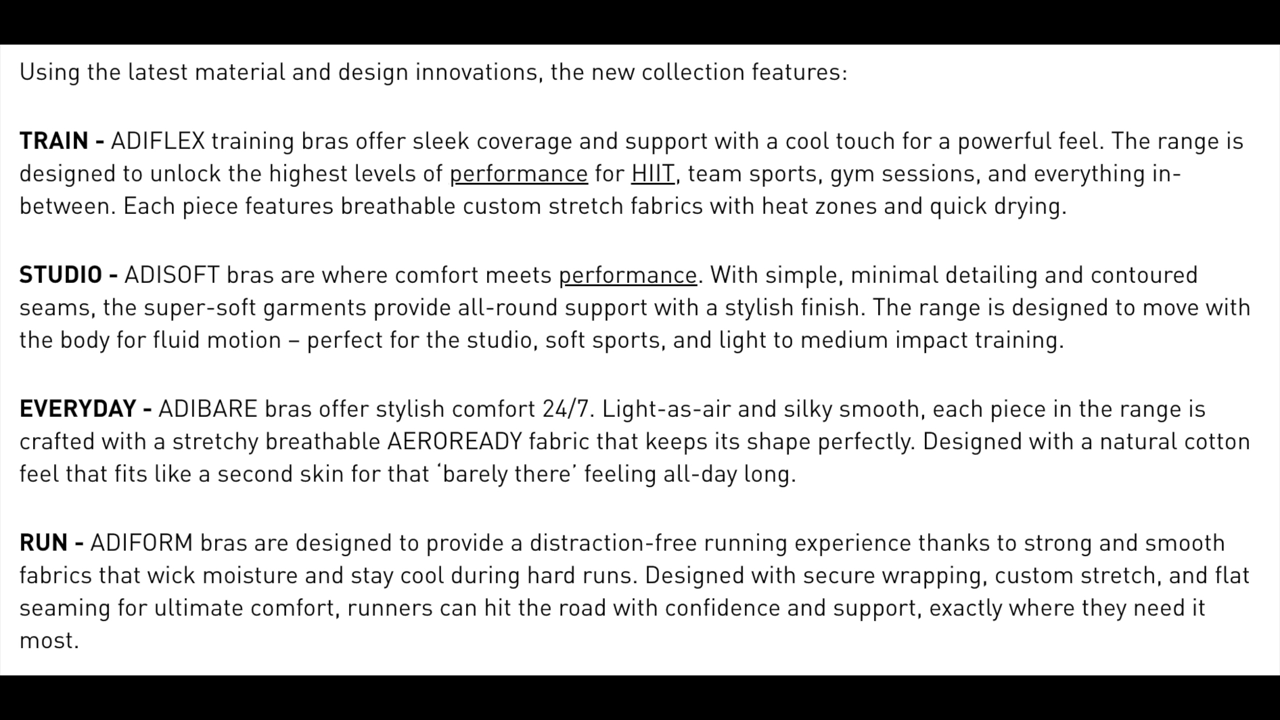 Using the latest material and design innovations, the new collection features:
TRAIN - ADIFLEX training bras offer sleek coverage and support with a cool touch for a powerful feel. The range is
designed to unlock the highest levels of performance for HIIT, team sports, gym sessions, and everything in-
between. Each piece features breathable custom stretch fabrics with heat zones and quick drying.
STUDIO - ADISOFT bras are where comfort meets performance. With simple, minimal detailing and contoured
seams, the super-soft garments provide all-round support with a stylish finish. The range is designed to move with
the body for fluid motion – perfect for the studio, soft sports, and light to medium impact training.
EVERYDAY - ADIBARE bras offer stylish comfort 24/7. Light-as-air and silky smooth, each piece in the range is
crafted with a stretchy breathable AEROREADY fabric that keeps its shape perfectly. Designed with a natural cotton
feel that fits like a second skin for that ‘barely there’ feeling all-day long.
RUN - ADIFORM bras are designed to provide a distraction-free running experience thanks to strong and smooth
fabrics that wick moisture and stay cool during hard runs. Designed with secure wrapping, custom stretch, and flat
seaming for ultimate comfort, runners can hit the road with confidence and support, exactly where they need it
most.